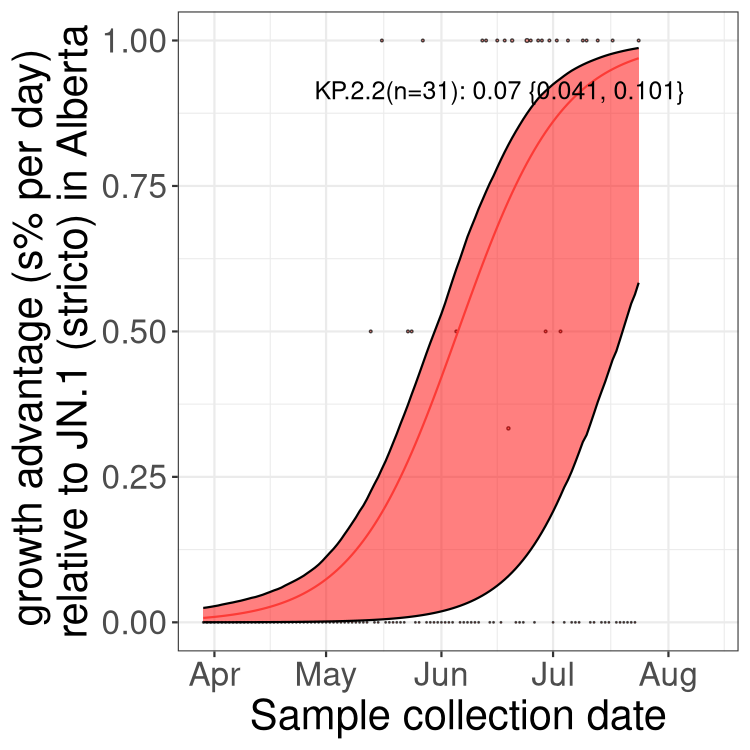 growth advantage (s% per day)
relative to JN.1 (stricto) in Alberta
1.00
0.75
0.50
0.25
0.00
KP.2.2(n=31): 0.07 {0.041, 0.101}
Apr May Jun Jul Aug
Sample collection date